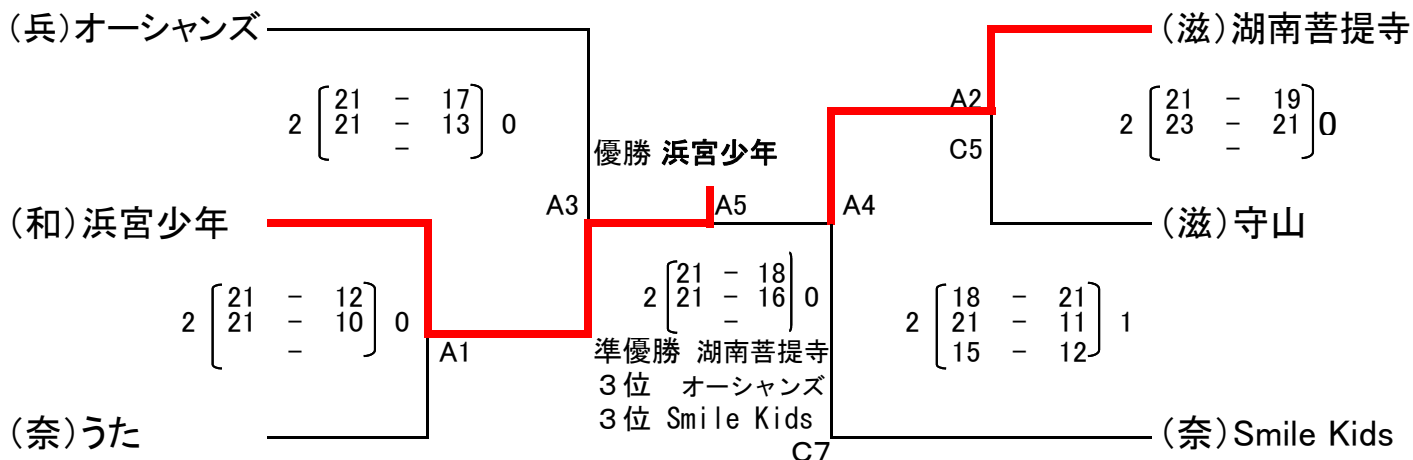 (兵)オーシャンズ
(滋)湖南菩提寺
2 21 - 17 0
21 - 13
-
A2
2 21 - 19 0
23 - 21
-
優勝 浜宮少年
C5
A3
A5
A4
(和)浜宮少年
(滋)守山
2 21 - 12 0
21 - 10
-
2 21 - 18 0
21 - 16
-
2 18 - 21 1
21 - 11
15 - 12
A1
準優勝 湖南菩提寺
3位 オーシャンズ
3位 Smile Kids
(奈)うた
(奈)Smile Kids
C7